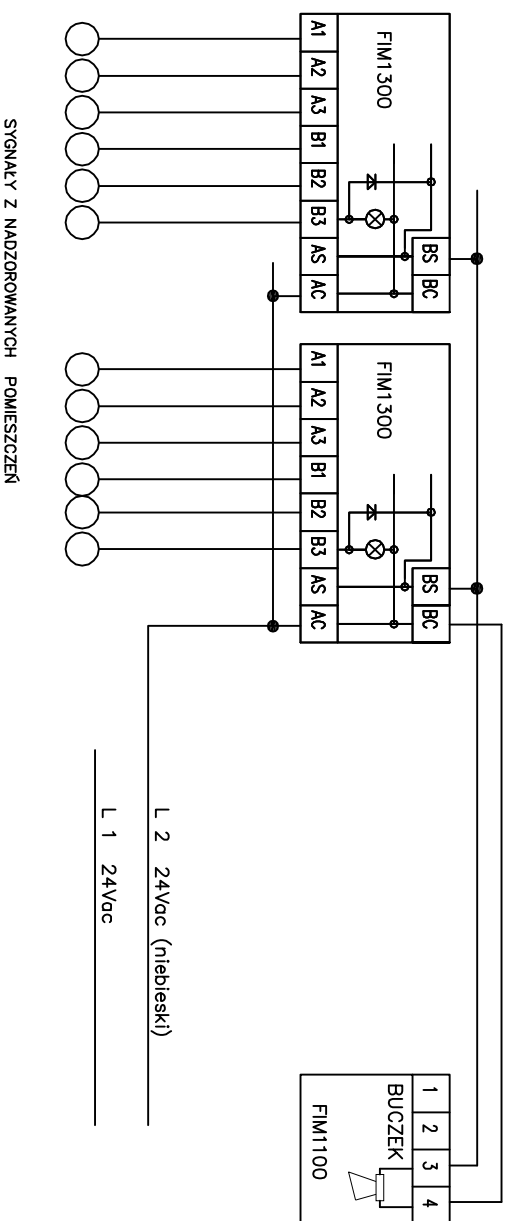 FIM1300
A1
A2
A3
B1
B2
B3
AS
AC
BS
BC
FIM1300
A1
A2
A3
B1
B2
B3
AS
AC
BS
BC
SYGNAŁY Z NADZOROWANYCH POMIESZCZEŃ
L 2 24Vac (niebieski)
L 1 24Vac
1
2
3
4
BUCZEK
FIM1100